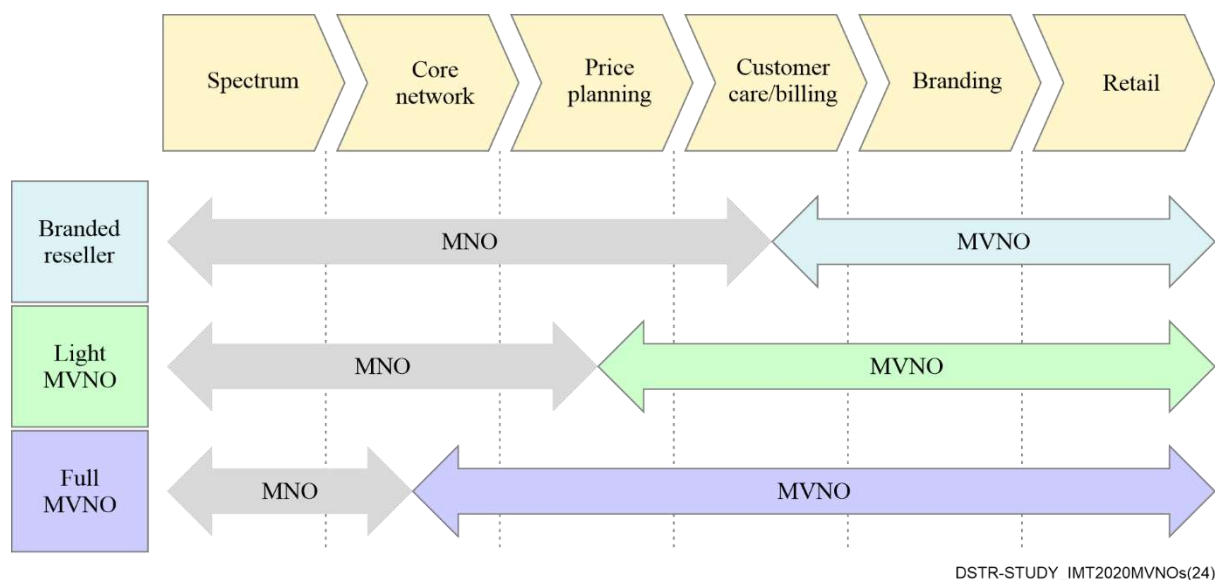 Spectrum
Core
network
Price
planning
Customer
care/billing
Branding
Retail
Branded
reseller
MNO
MVNO
Light
MVNO
MNO
MVNO
Full
MVNO
MNO
MVNO
DSTR-STUDY_IMT2020MVNOs(24)